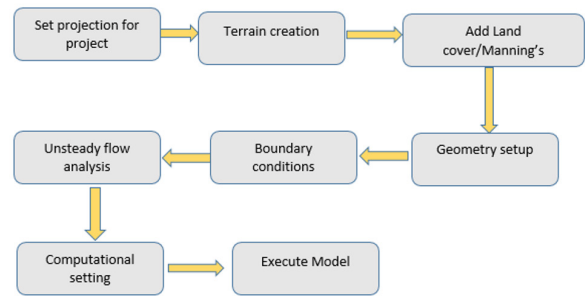 Set projection for
project
Terrain creation
Add Land
cover/Manning's
Geometry setup
Boundary
conditions
Unsteady flow
analysis
Computational
setting
Execute Model